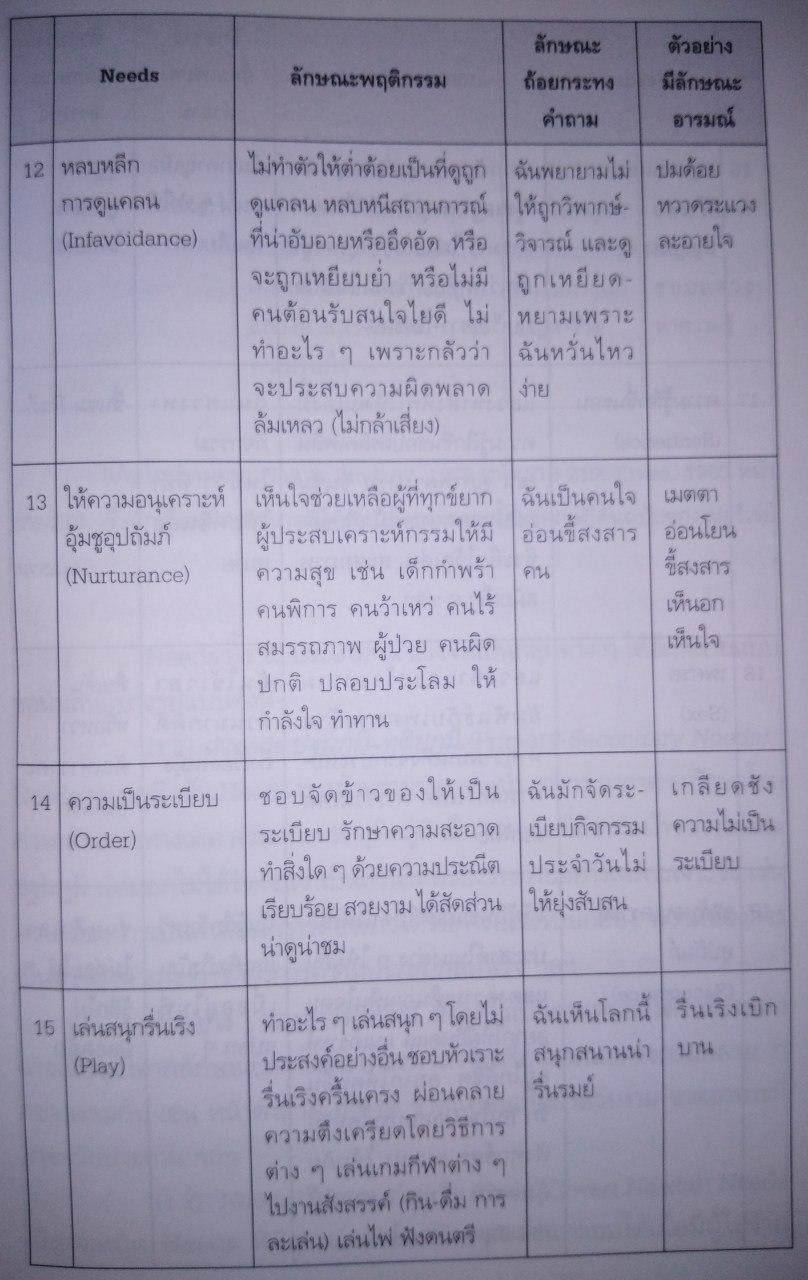 Needs
ลักษณะพฤติกรรม
ลักษณะ
ถ้อยกระทง
คำถาม
ตัวอย่าง
มีลักษณะ
อารมณ์
12
หลบหลีก
การดูแคลน
(Infavoidance)
ไม่ทำตัวให้ต่ำต้อยเป็นที่ดูถูก
ดูแคลน หลบหนีสถานการณ์
ที่น่าอับอายหรืออึดอัด หรือ
จะถูกเหยียบย่ำ หรือไม่มี
คนต้อนรับสนใจไยดี ไม่
ทำอะไร ๆ เพราะกลัวว่า
จะประสบความผิดพลาด
ล้มเหลว (ไม่กล้าเสี่ยง)
ฉันพยายามไม่
ให้ถูกวิพากษ์-
วิจารณ์ และดู
ถูกเหยียด-
หยามเพราะ
ฉันหวั่นไหว
ง่าย
ปมด้อย
หวาดระแวง
ละอายใจ
13
ให้ความอนุเคราะห์
อุ้มชูอุปถัมภ์
(Nurturance)
เห็นใจช่วยเหลือผู้ที่ทุกข์ยาก
ผู้ประสบเคราะห์กรรมให้มี
ความสุข เช่น เด็กกำพร้า
คนพิการ คนว้าเหว่ คนไร้
สมรรถภาพ ผู้ป่วย คนผิด
ปกติ ปลอบประโลม ให้
กำลังใจ ทำทาน
ฉันเป็นคนใจ
อ่อนขี้สงสาร
คน
เมตตา
อ่อนโยน
ขี้สงสาร
เห็นอก
เห็นใจ
14
ความเป็นระเบียบ
(Order)
ชอบจัดข้าวของให้เป็น
ระเบียบ รักษาความสะอาด
ทำสิ่งใด ๆ ด้วยความประณีต
เรียบร้อย สวยงาม ได้สัดส่วน
น่าดูน่าชม
ฉันมักจัดระ-
เบียบกิจกรรม
ประจำวันไม่
ให้ยุ่งสับสน
เกลียดชัง
ความไม่เป็น
ระเบียบ
15
เล่นสนุกรื่นเริง
(Play)
ทำอะไร ๆ เล่นสนุก ๆ โดยไม่
ประสงค์อย่างอื่น ชอบหัวเราะ
รื่นเริงครื้นเครง ผ่อนคลาย
ความตึงเครียดโดยวิธีการ
ต่าง ๆ เล่นเกมกีฬาต่าง ๆ
ไปงานสังสรรค์ (กิน-ดื่ม การ
ละเล่น) เล่นไพ่ ฟังดนตรี
ฉันเห็นโลกนี้
สนุกสนานน่า
รื่นรมย์
รื่นเริงเบิก
บาน